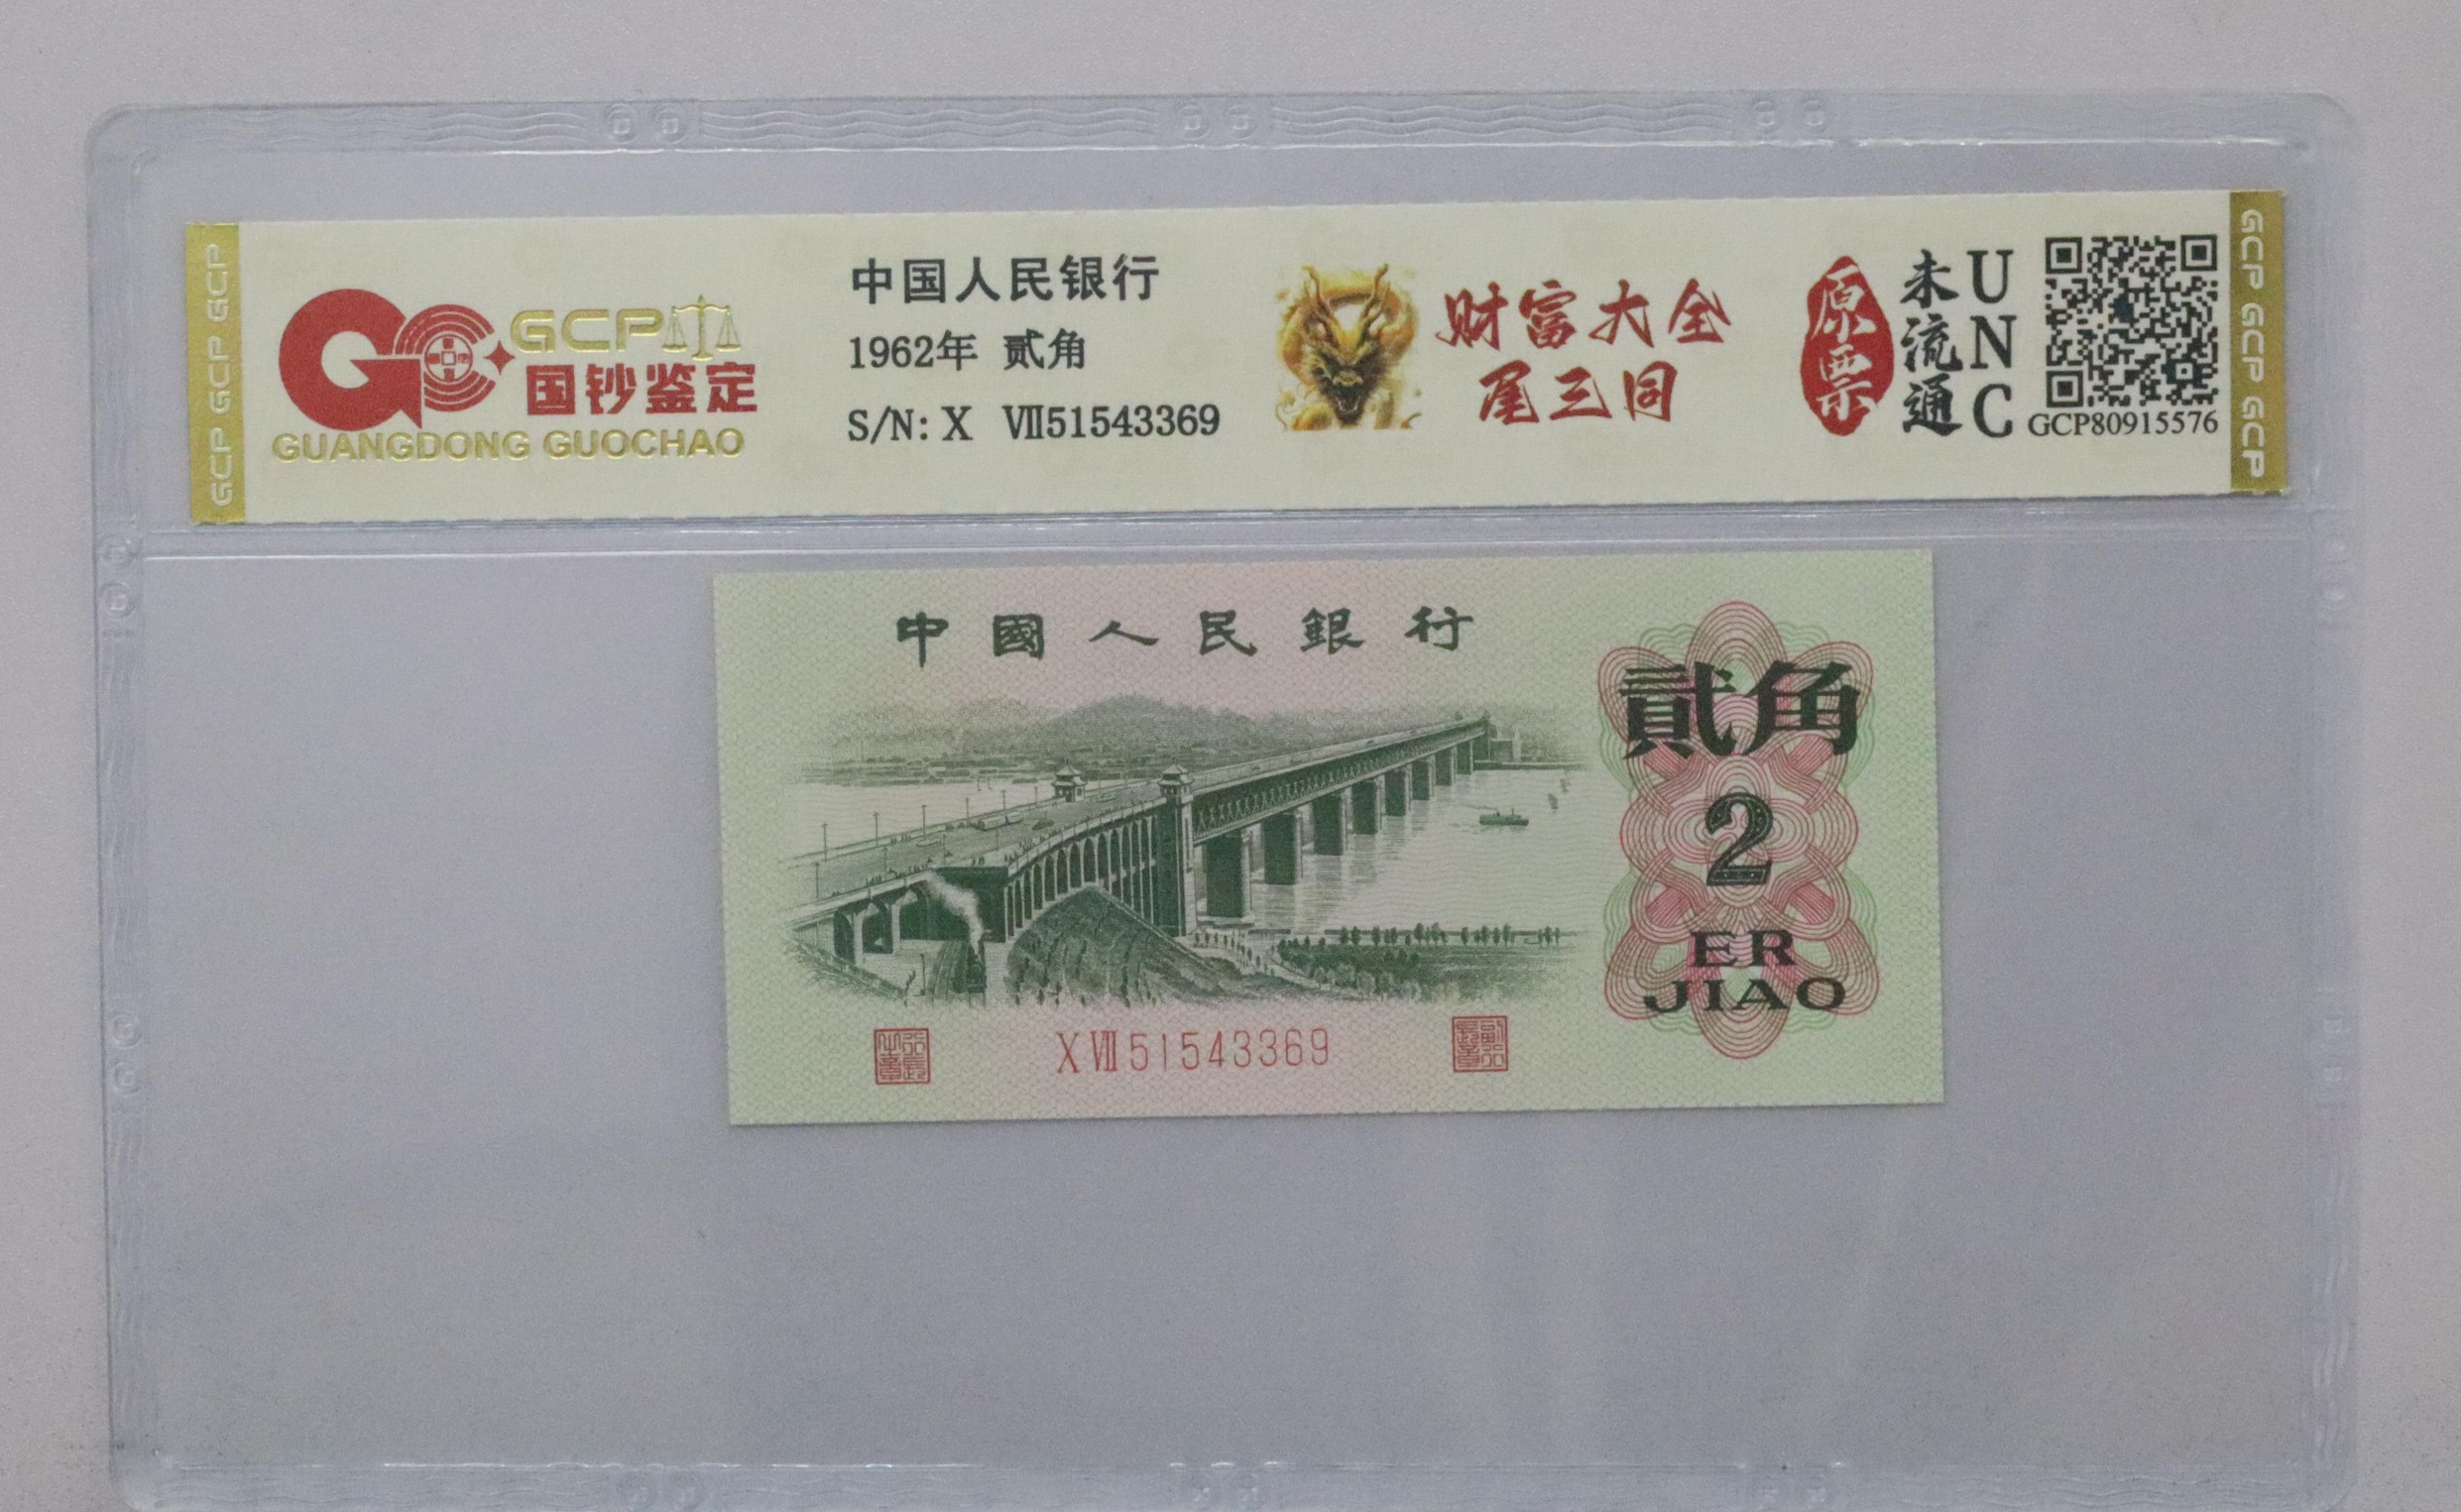 GCP GCP GCP
GCP
国钞鉴定
GUANGDONG GUOCHAO
中国人民银行
1962年 贰角
S/N: X Ⅶ51543369
财富大全
尾三同
原票
未流通
UNC
GCP80915576
GCP GCP GCP
中國人民銀行
貳角
2
ER
JIAO
X Ⅶ 51543369